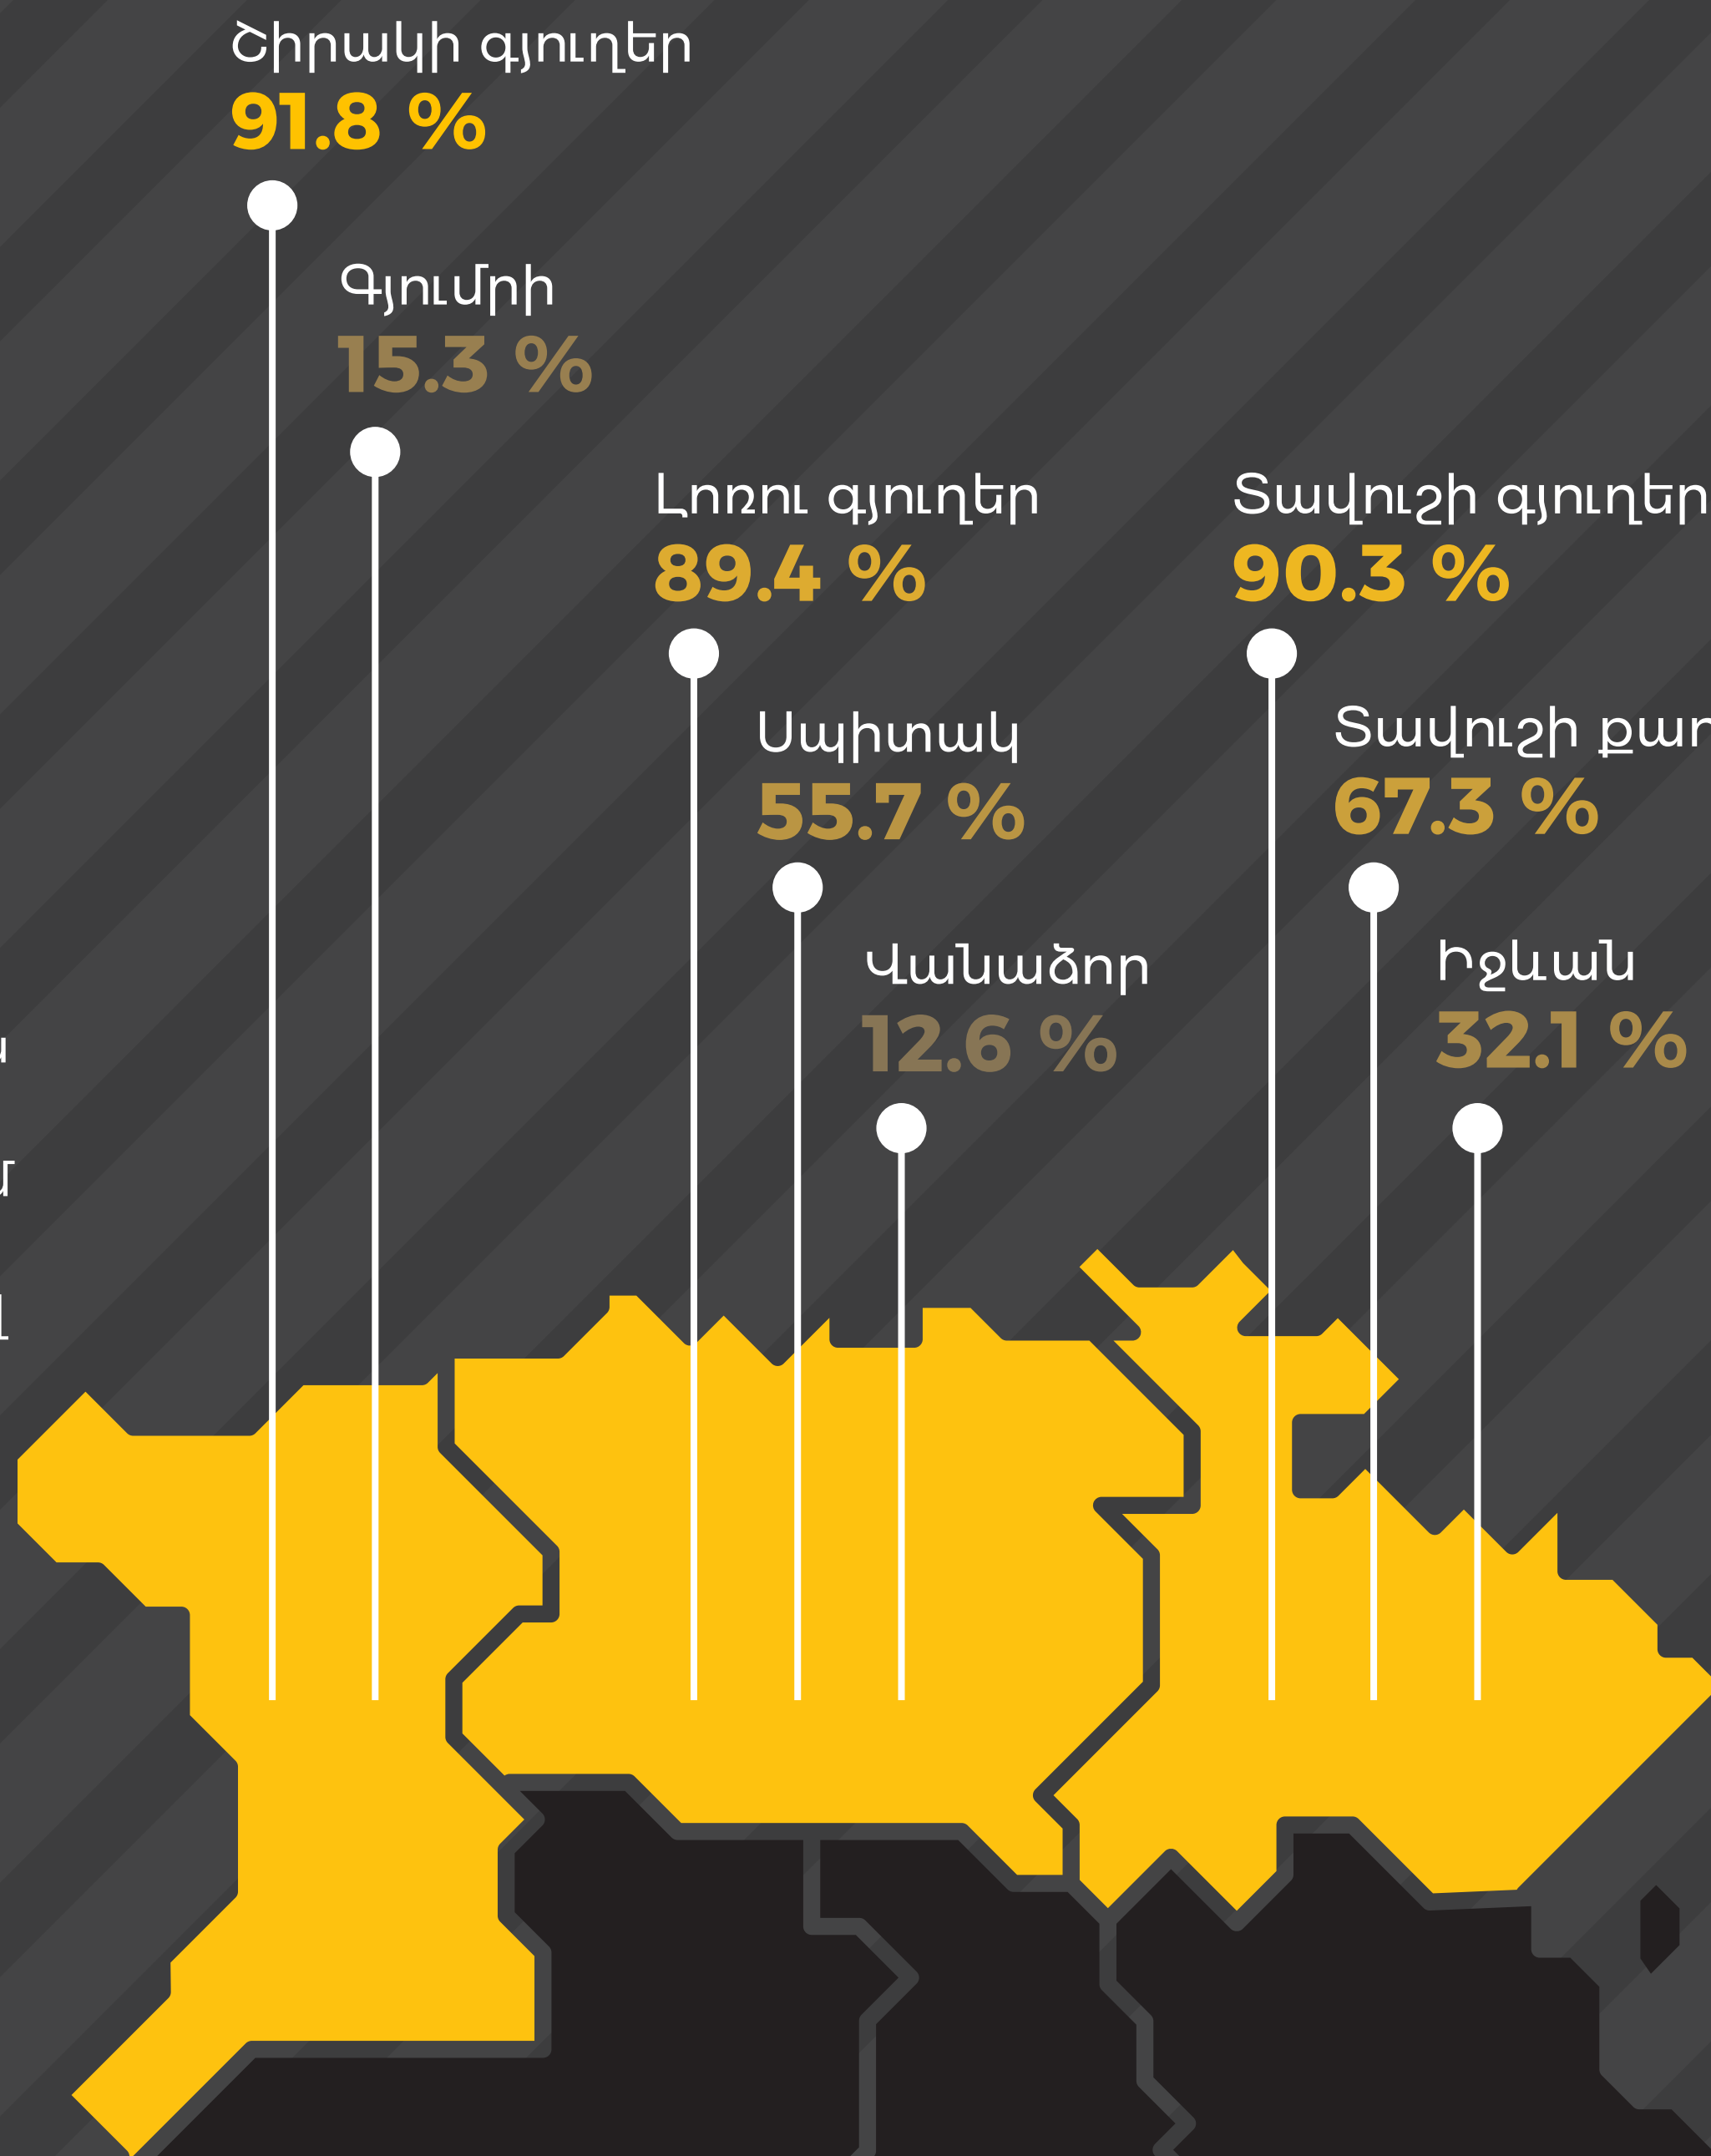 Շիրակի գյուղեր
91.8 %
Գյումրի
15.3 %
Լոռու գյուղեր
89.4 %
Սպիտակ
55.7 %
Վանաձոր
12.6 %
Տավուշի գյուղեր
90.3 %
Տավուշի
67.3 %
Իջևան
32.1 %